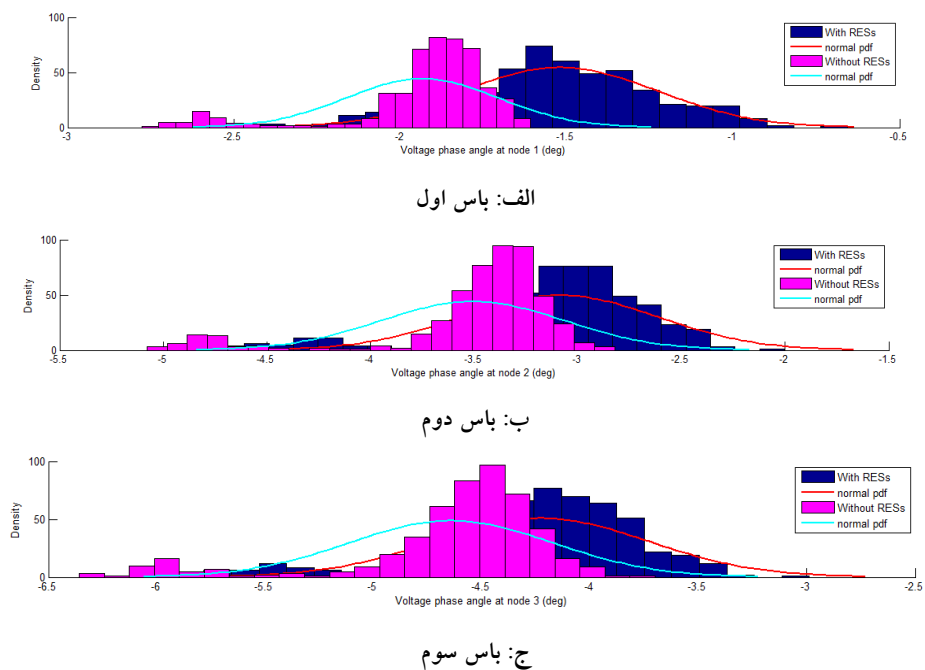 100
50
0
Density
-3
-2.5
-2
-1.5
-1
-0.5
Voltage phase angle at node 1 (deg)
With RESs
normal pdf
Without RESs
normal pdf
الف: باس اول
100
50
0
Density
-5.5
-5
-4.5
-4
-3.5
-3
-2.5
-2
-1.5
Voltage phase angle at node 2 (deg)
With RESs
normal pdf
Without RESs
normal pdf
ب: باس دوم
100
50
0
Density
-6.5
-6
-5.5
-5
-4.5
-4
-3.5
-3
-2.5
Voltage phase angle at node 3 (deg)
With RESs
normal pdf
Without RESs
normal pdf
ج: باس سوم